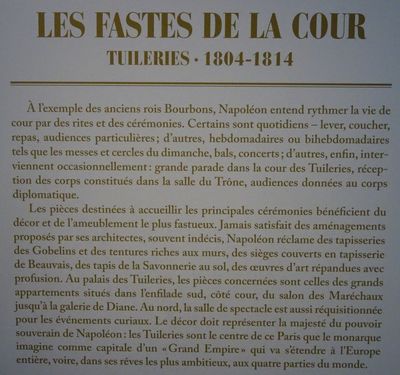 LES FASTES DE LA COUR
TUILERIES · 1804-1814
À l'exemple des anciens rois Bourbons, Napoléon entend rythmer la vie de
cour par des rites et des cérémonies. Certains sont quotidiens – lever, coucher,
repas, audiences particulières ; d'autres, hebdomadaires ou bihebdomadaires
tels que les messes et cercles du dimanche, bals, concerts ; d'autres, enfin, inter-
viennent occasionnellement : grande parade dans la cour des Tuileries, récep-
tion des corps constitués dans la salle du Trône, audiences données au corps
diplomatique.
Les pièces destinées à accueillir les principales cérémonies bénéficient du
décor et de l'ameublement le plus fastueux. Jamais satisfait des aménagements
proposés par ses architectes, souvent indécis, Napoléon réclame des tapisseries
des Gobelins et des tentures riches aux murs, des sièges couverts en tapisserie
de Beauvais, des tapis de la Savonnerie au sol, des œuvres d'art répandues avec
profusion. Au palais des Tuileries, les pièces concernées sont celles des grands
appartements situés dans l'enfilade sud, côté cour, du salon des Maréchaux
jusqu'à la galerie de Diane. Au nord, la salle de spectacle est aussi réquisitionnée
pour les événements curiaux. Le décor doit représenter la majesté du pouvoir
souverain de Napoléon : les Tuileries sont le centre de ce Paris que le monarque
imagine comme capitale d'un « Grand Empire » qui va s'étendre à l'Europe
entière, voire, dans ses rêves les plus ambitieux, aux quatre parties du monde.